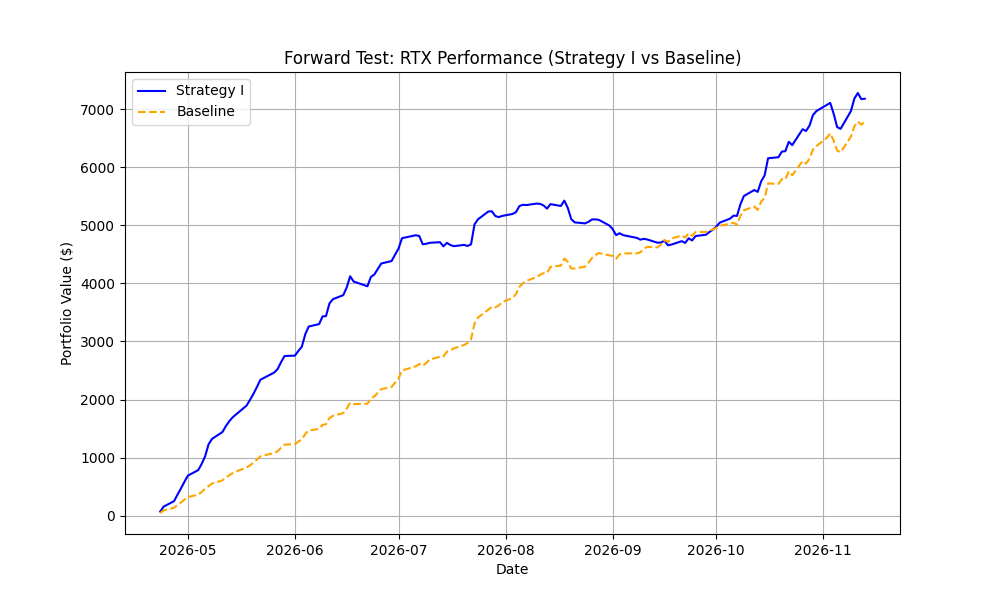 Forward Test: RTX Performance (Strategy I vs Baseline)
Strategy I
Baseline
Portfolio Value ($)
7000
6000
5000
4000
3000
2000
1000
0
2026-05 2026-06 2026-07 2026-08 2026-09 2026-10 2026-11
Date